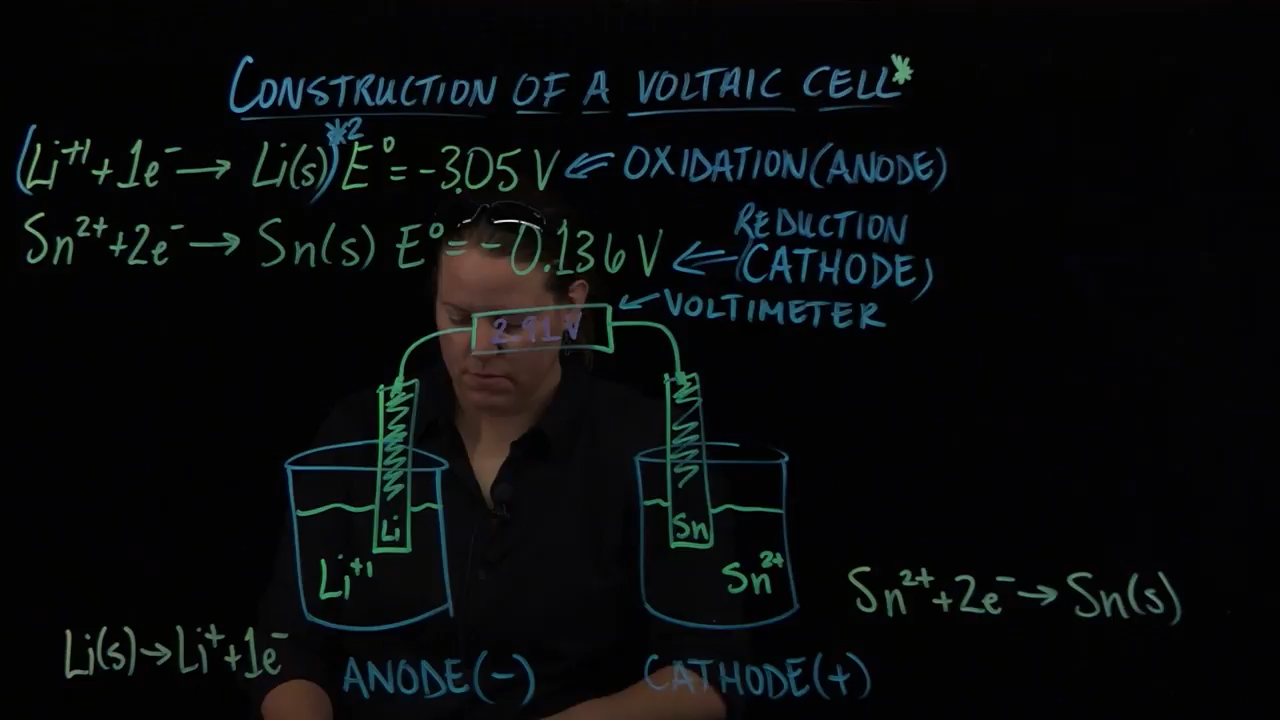 CONSTRUCTION OF A VOLTAIC CELL*
(Li⁺¹+1e⁻→ Li(s))*2 E°=-3.05 V ⇐ OXIDATION(ANODE)
Sn²⁺+2e⁻→ Sn(s) E°=-0.136 V ⇐ REDUCTION (CATHODE)
← VOLTIMETER
2.91 V
Li
Sn
Li⁺¹
Sn²⁺
Sn²⁺+2e⁻→ Sn(s)
Li(s)→Li⁺+1e⁻
ANODE(-)
CATHODE(+)